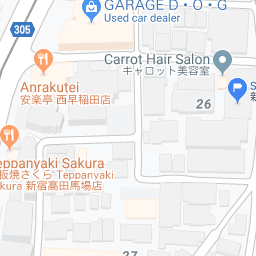 GARAGE D・O・G
Used car dealer
305
Carrot Hair Salon
キャロット美容室
Anrakutei
安楽亭 西早稲田店
26
S
新
Teppanyaki Sakura
板焼さくら Teppanyaki
kura 新宿高田馬場店
27